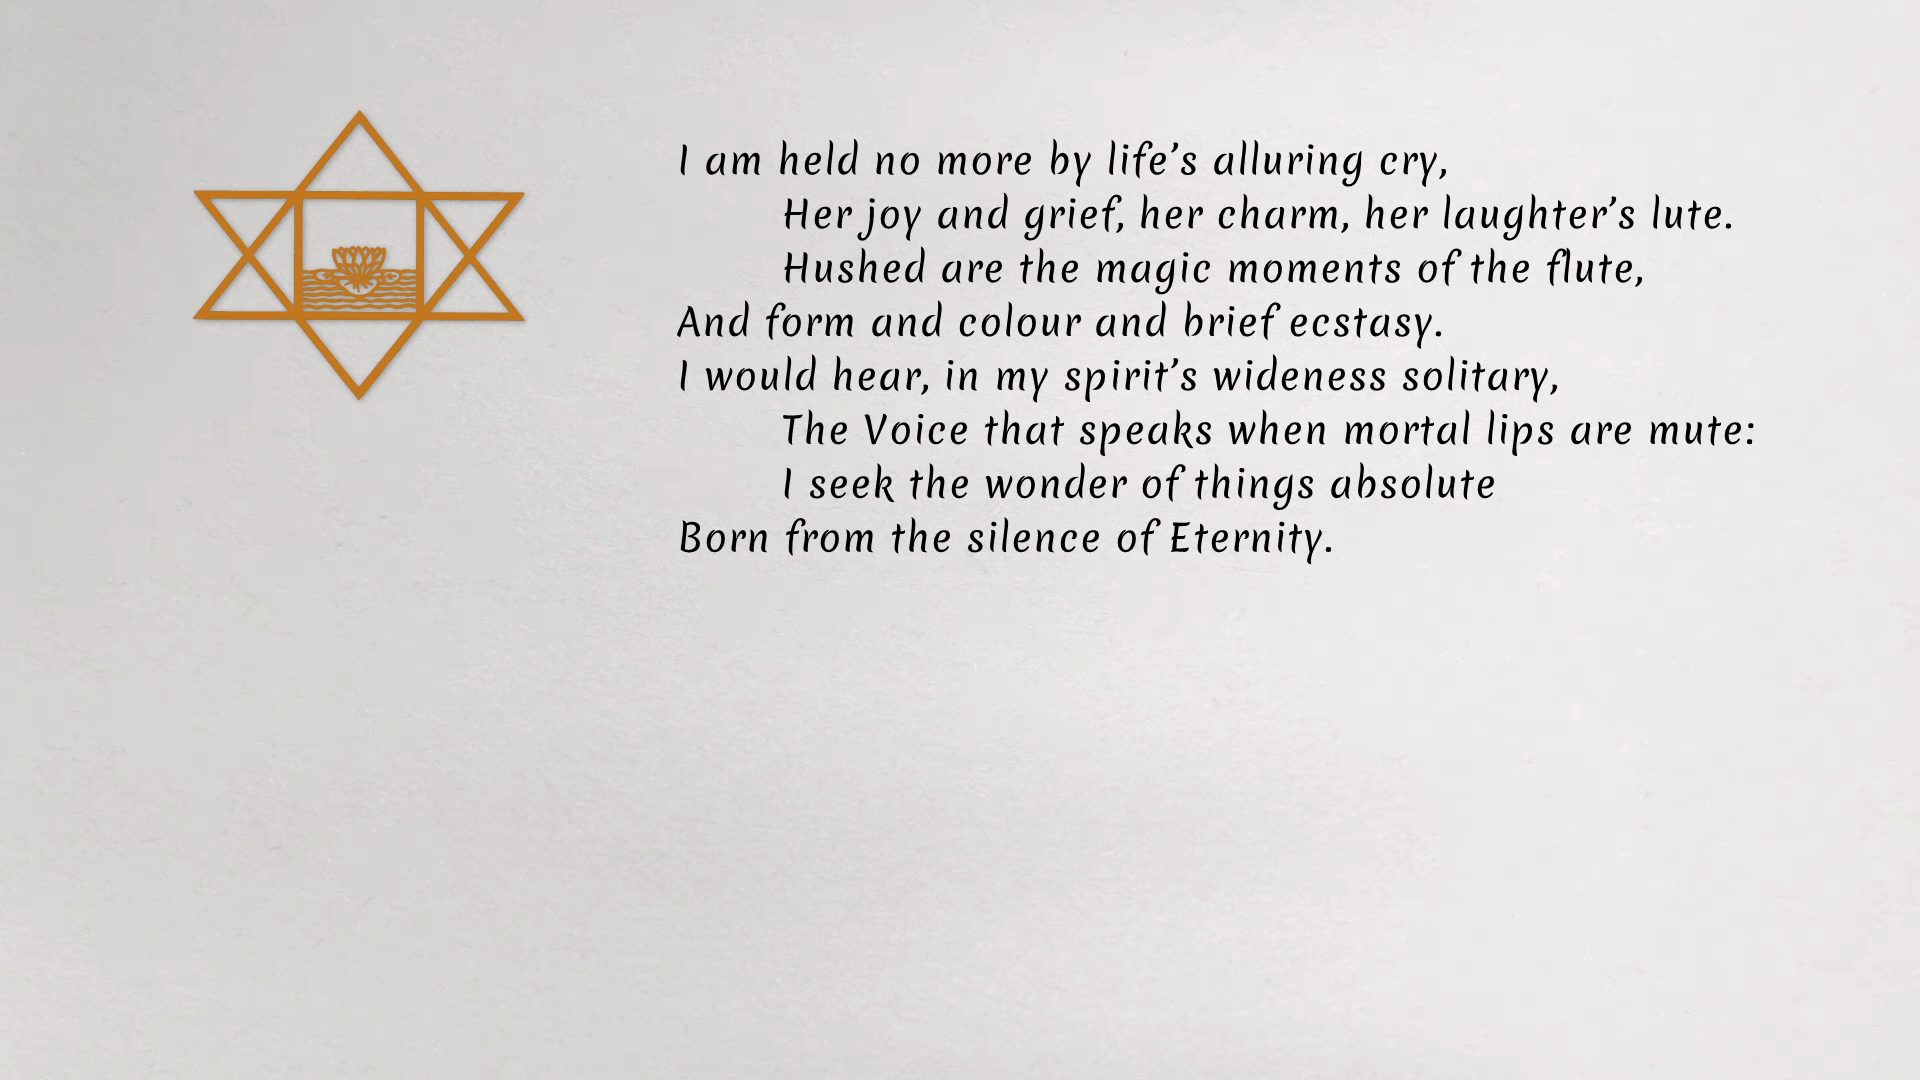 I am held no more by life’s alluring cry,
Her joy and grief, her charm, her laughter’s lute.
Hushed are the magic moments of the flute,
And form and colour and brief ecstasy.
I would hear, in my spirit’s wideness solitary,
The Voice that speaks when mortal lips are mute:
I seek the wonder of things absolute
Born from the silence of Eternity.